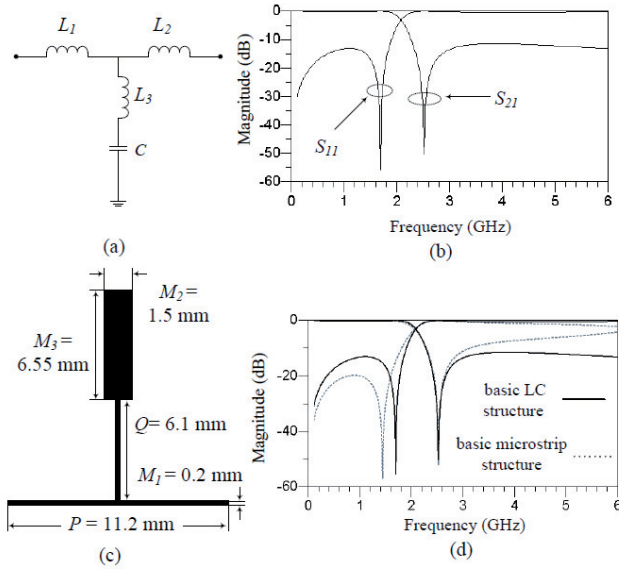 L1
L2
L3
C
(a)
0
-10
-20
-30
-40
-50
-60
Magnitude (dB)
S11
S21
0
1
2
3
4
5
6
Frequency (GHz)
(b)
M2 =
1.5 mm
M3 =
6.55 mm
Q= 6.1 mm
M1 = 0.2 mm
P = 11.2 mm
(c)
0
-20
-40
-60
Magnitude (dB)
basic LC
structure
basic microstrip
structure
0
1
2
3
4
5
6
Frequency (GHz)
(d)